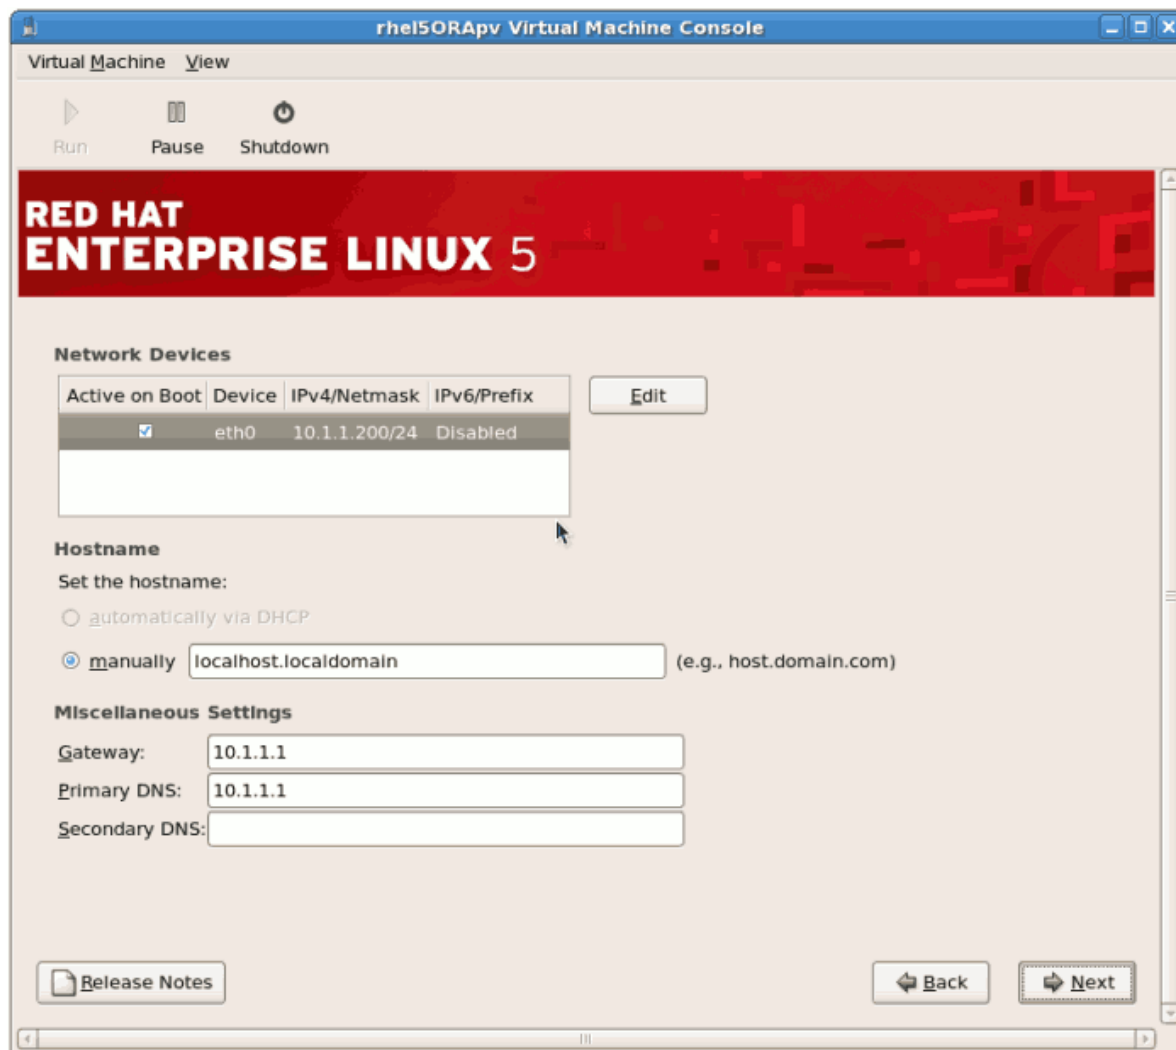 rhel5ORApv Virtual Machine Console
Virtual Machine View
Run Pause Shutdown
RED HAT
ENTERPRISE LINUX 5
Network Devices
Active on Boot Device IPv4/Netmask IPv6/Prefix
eth0 10.1.1.200/24 Disabled
Edit
Hostname
Set the hostname:
automatically via DHCP
manually localhost.localdomain (e.g., host.domain.com)
Miscellaneous Settings
Gateway: 10.1.1.1
Primary DNS: 10.1.1.1
Secondary DNS:
Release Notes Back Next